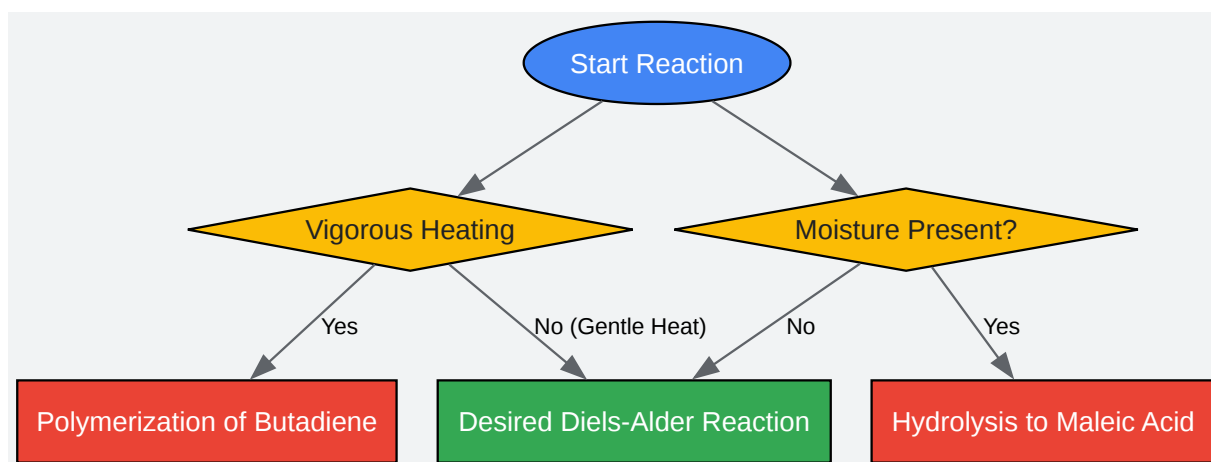 Start Reaction
Vigorous Heating
Moisture Present?
Yes
No (Gentle Heat)
No
Yes
Polymerization of Butadiene
Desired Diels-Alder Reaction
Hydrolysis to Maleic Acid